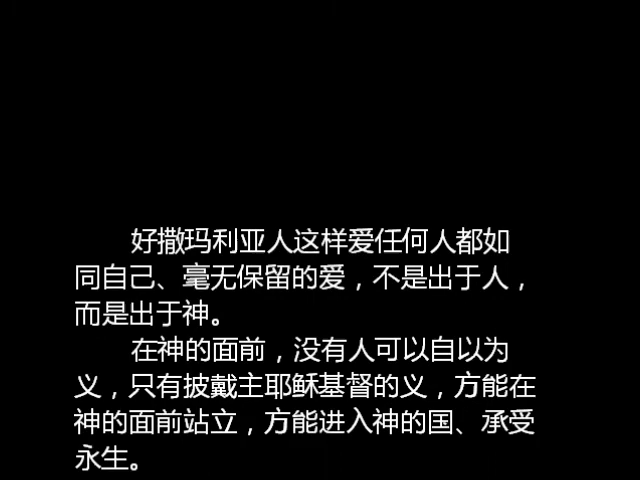 好撒玛利亚人这样爱任何人都如
同自己、毫无保留的爱，不是出于人，
而是出于神。
在神的面前，没有人可以自以为
义，只有披戴主耶稣基督的义，方能在
神的面前站立，方能进入神的国、承受
永生。